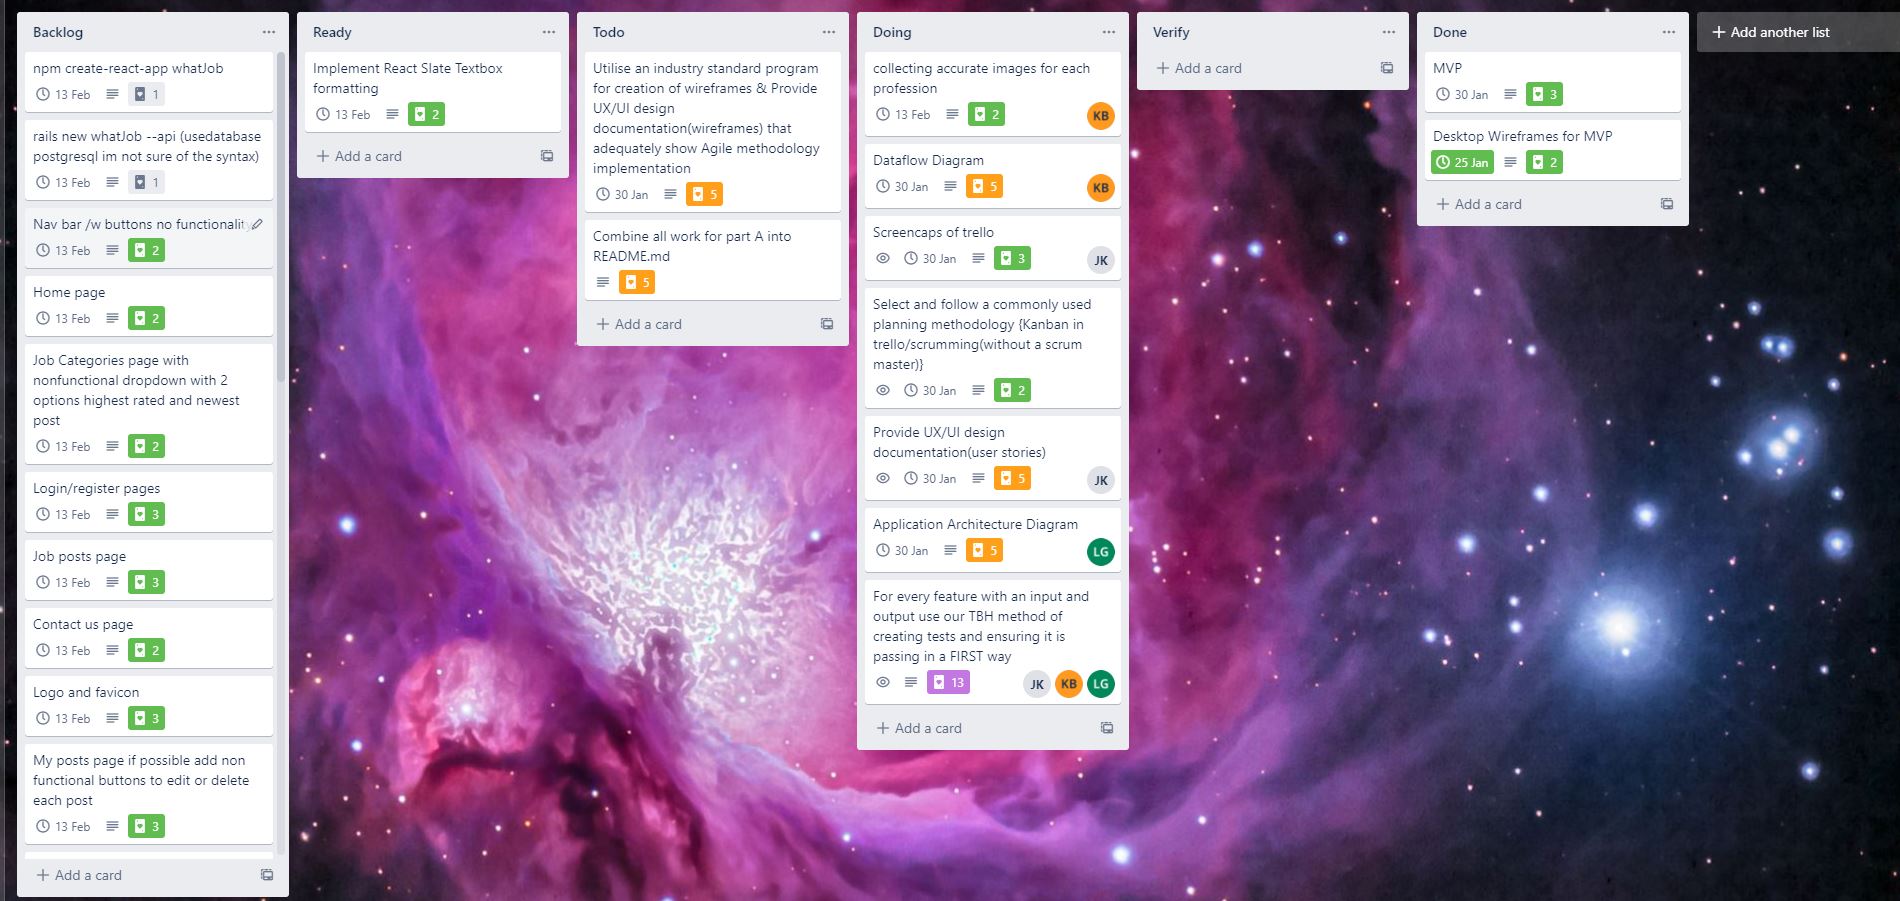 Backlog
npm create-react-app whatJob
13 Feb 1
rails new whatJob --api (usedatabase
postgresql im not sure of the syntax)
13 Feb 1
Nav bar /w buttons no functionality
13 Feb 2
Home page
13 Feb 2
Job Categories page with
nonfunctional dropdown with 2
options highest rated and newest
post
13 Feb 2
Login/register pages
13 Feb 3
Job posts page
13 Feb 3
Contact us page
13 Feb 2
Logo and favicon
13 Feb 3
My posts page if possible add non
functional buttons to edit or delete
each post
13 Feb 3
+ Add a card
Ready
Implement React Slate Textbox
formatting
13 Feb 2
+ Add a card
Todo
Utilise an industry standard program
for creation of wireframes & Provide
UX/UI design
documentation(wireframes) that
adequately show Agile methodology
implementation
30 Jan 5
Combine all work for part A into
README.md
5
+ Add a card
Doing
collecting accurate images for each
profession
13 Feb 2 KB
Dataflow Diagram
30 Jan 5 KB
Screencaps of trello
30 Jan 3 JK
Select and follow a commonly used
planning methodology {Kanban in
trello/scrumming(without a scrum
master)}
30 Jan 2
Provide UX/UI design
documentation(user stories)
30 Jan 5 JK
Application Architecture Diagram
30 Jan 5 LG
For every feature with an input and
output use our TBH method of
creating tests and ensuring it is
passing in a FIRST way
13 JK KB LG
+ Add a card
Verify
+ Add a card
Done
MVP
30 Jan 3
Desktop Wireframes for MVP
25 Jan 2
+ Add a card
+ Add another list